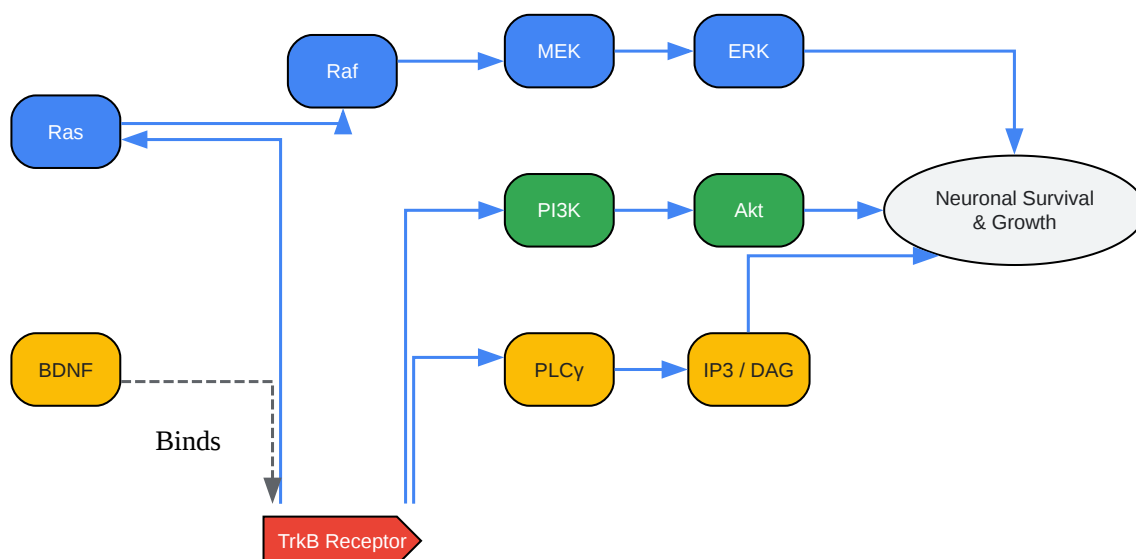 MEK
ERK
Raf
Ras
PI3K
Akt
Neuronal Survival
& Growth
BDNF
PLCγ
IP3 / DAG
Binds
TrkB Receptor